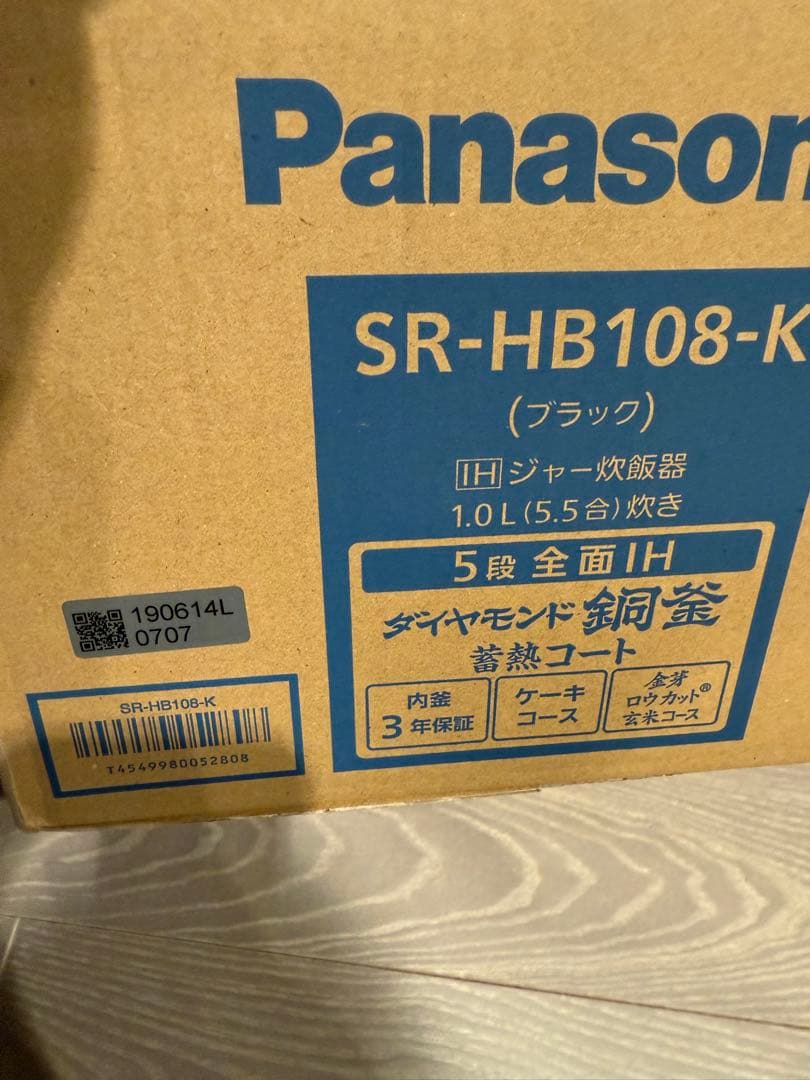 Panason
SR-HB108-K
(ブラック)
IH ジャー炊飯器
1.0L(5.5合)炊き
5段 全面IH
ダイヤモンド 銅釜
蓄熱コート
内釜
3年保証
ケーキ
コース
金芽
ロウカット®
玄米コース
190614L
0707
SR-HB108-K
T4549980052808